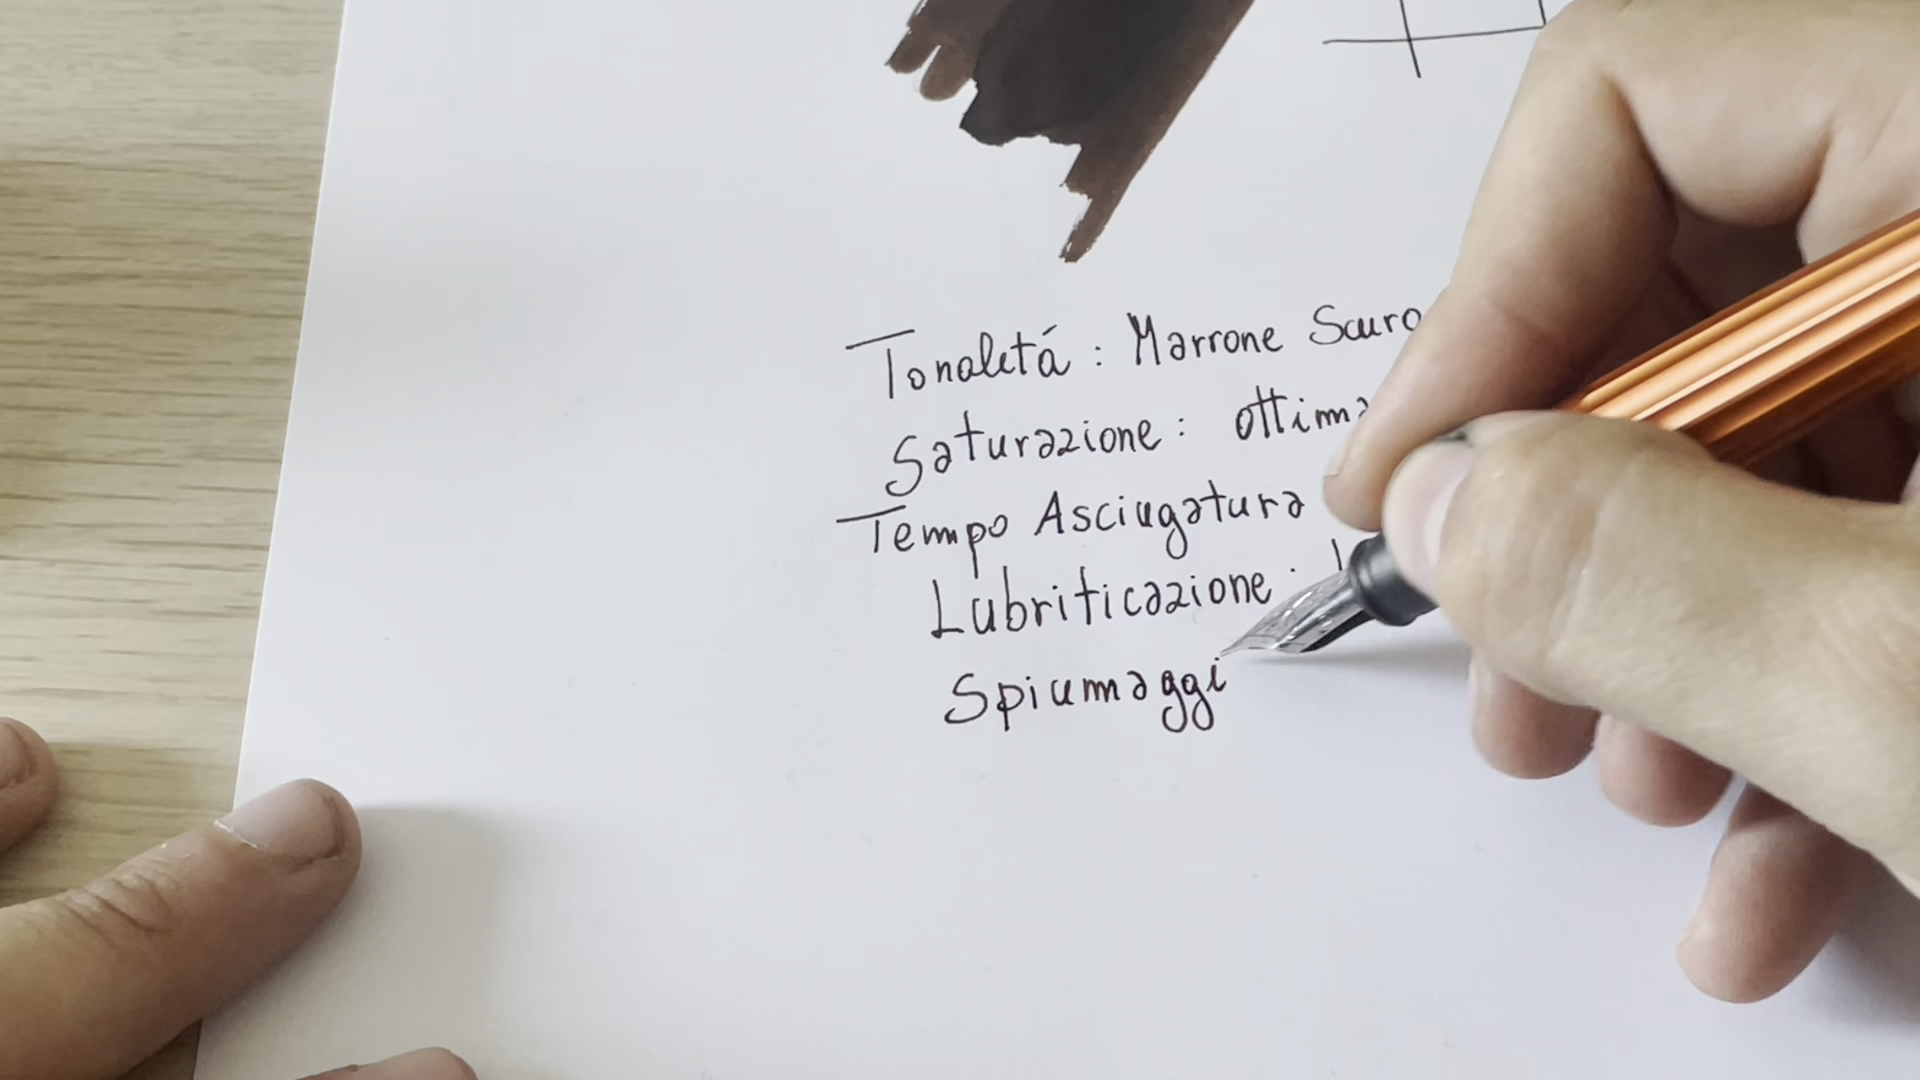 Tonalitá : Marrone Scuro
Saturazione : ottima
Tempo Asciugatura
Lubrificazione :
Spiumaggi